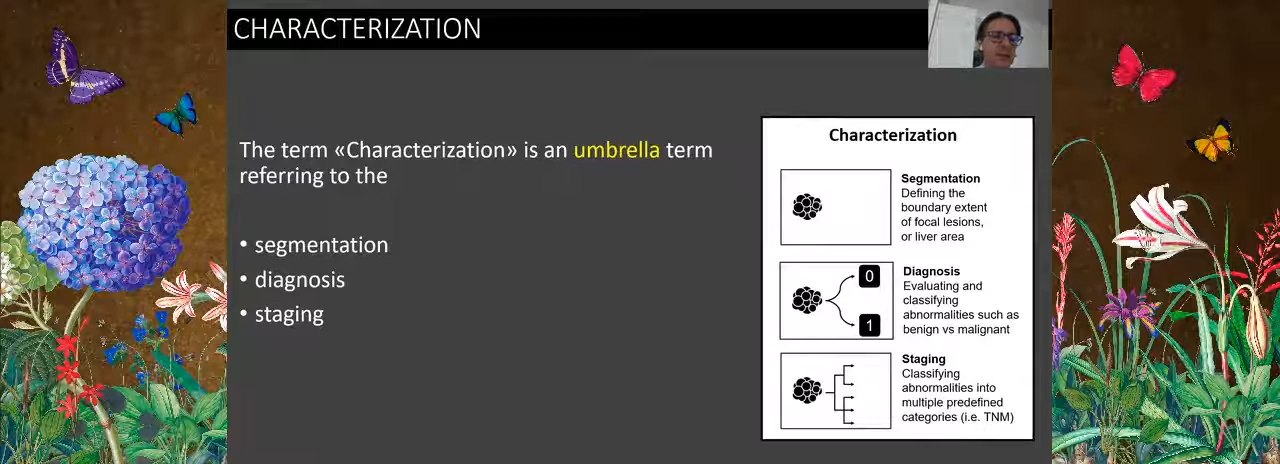 CHARACTERIZATION
The term «Characterization» is an umbrella term
referring to the
• segmentation
• diagnosis
• staging
Characterization
Segmentation
Defining the
boundary extent
of focal lesions,
or liver area
0
1
Diagnosis
Evaluating and
classifying
abnormalities such as
benign vs malignant
Staging
Classifying
abnormalities into
multiple predefined
categories (i.e. TNM)